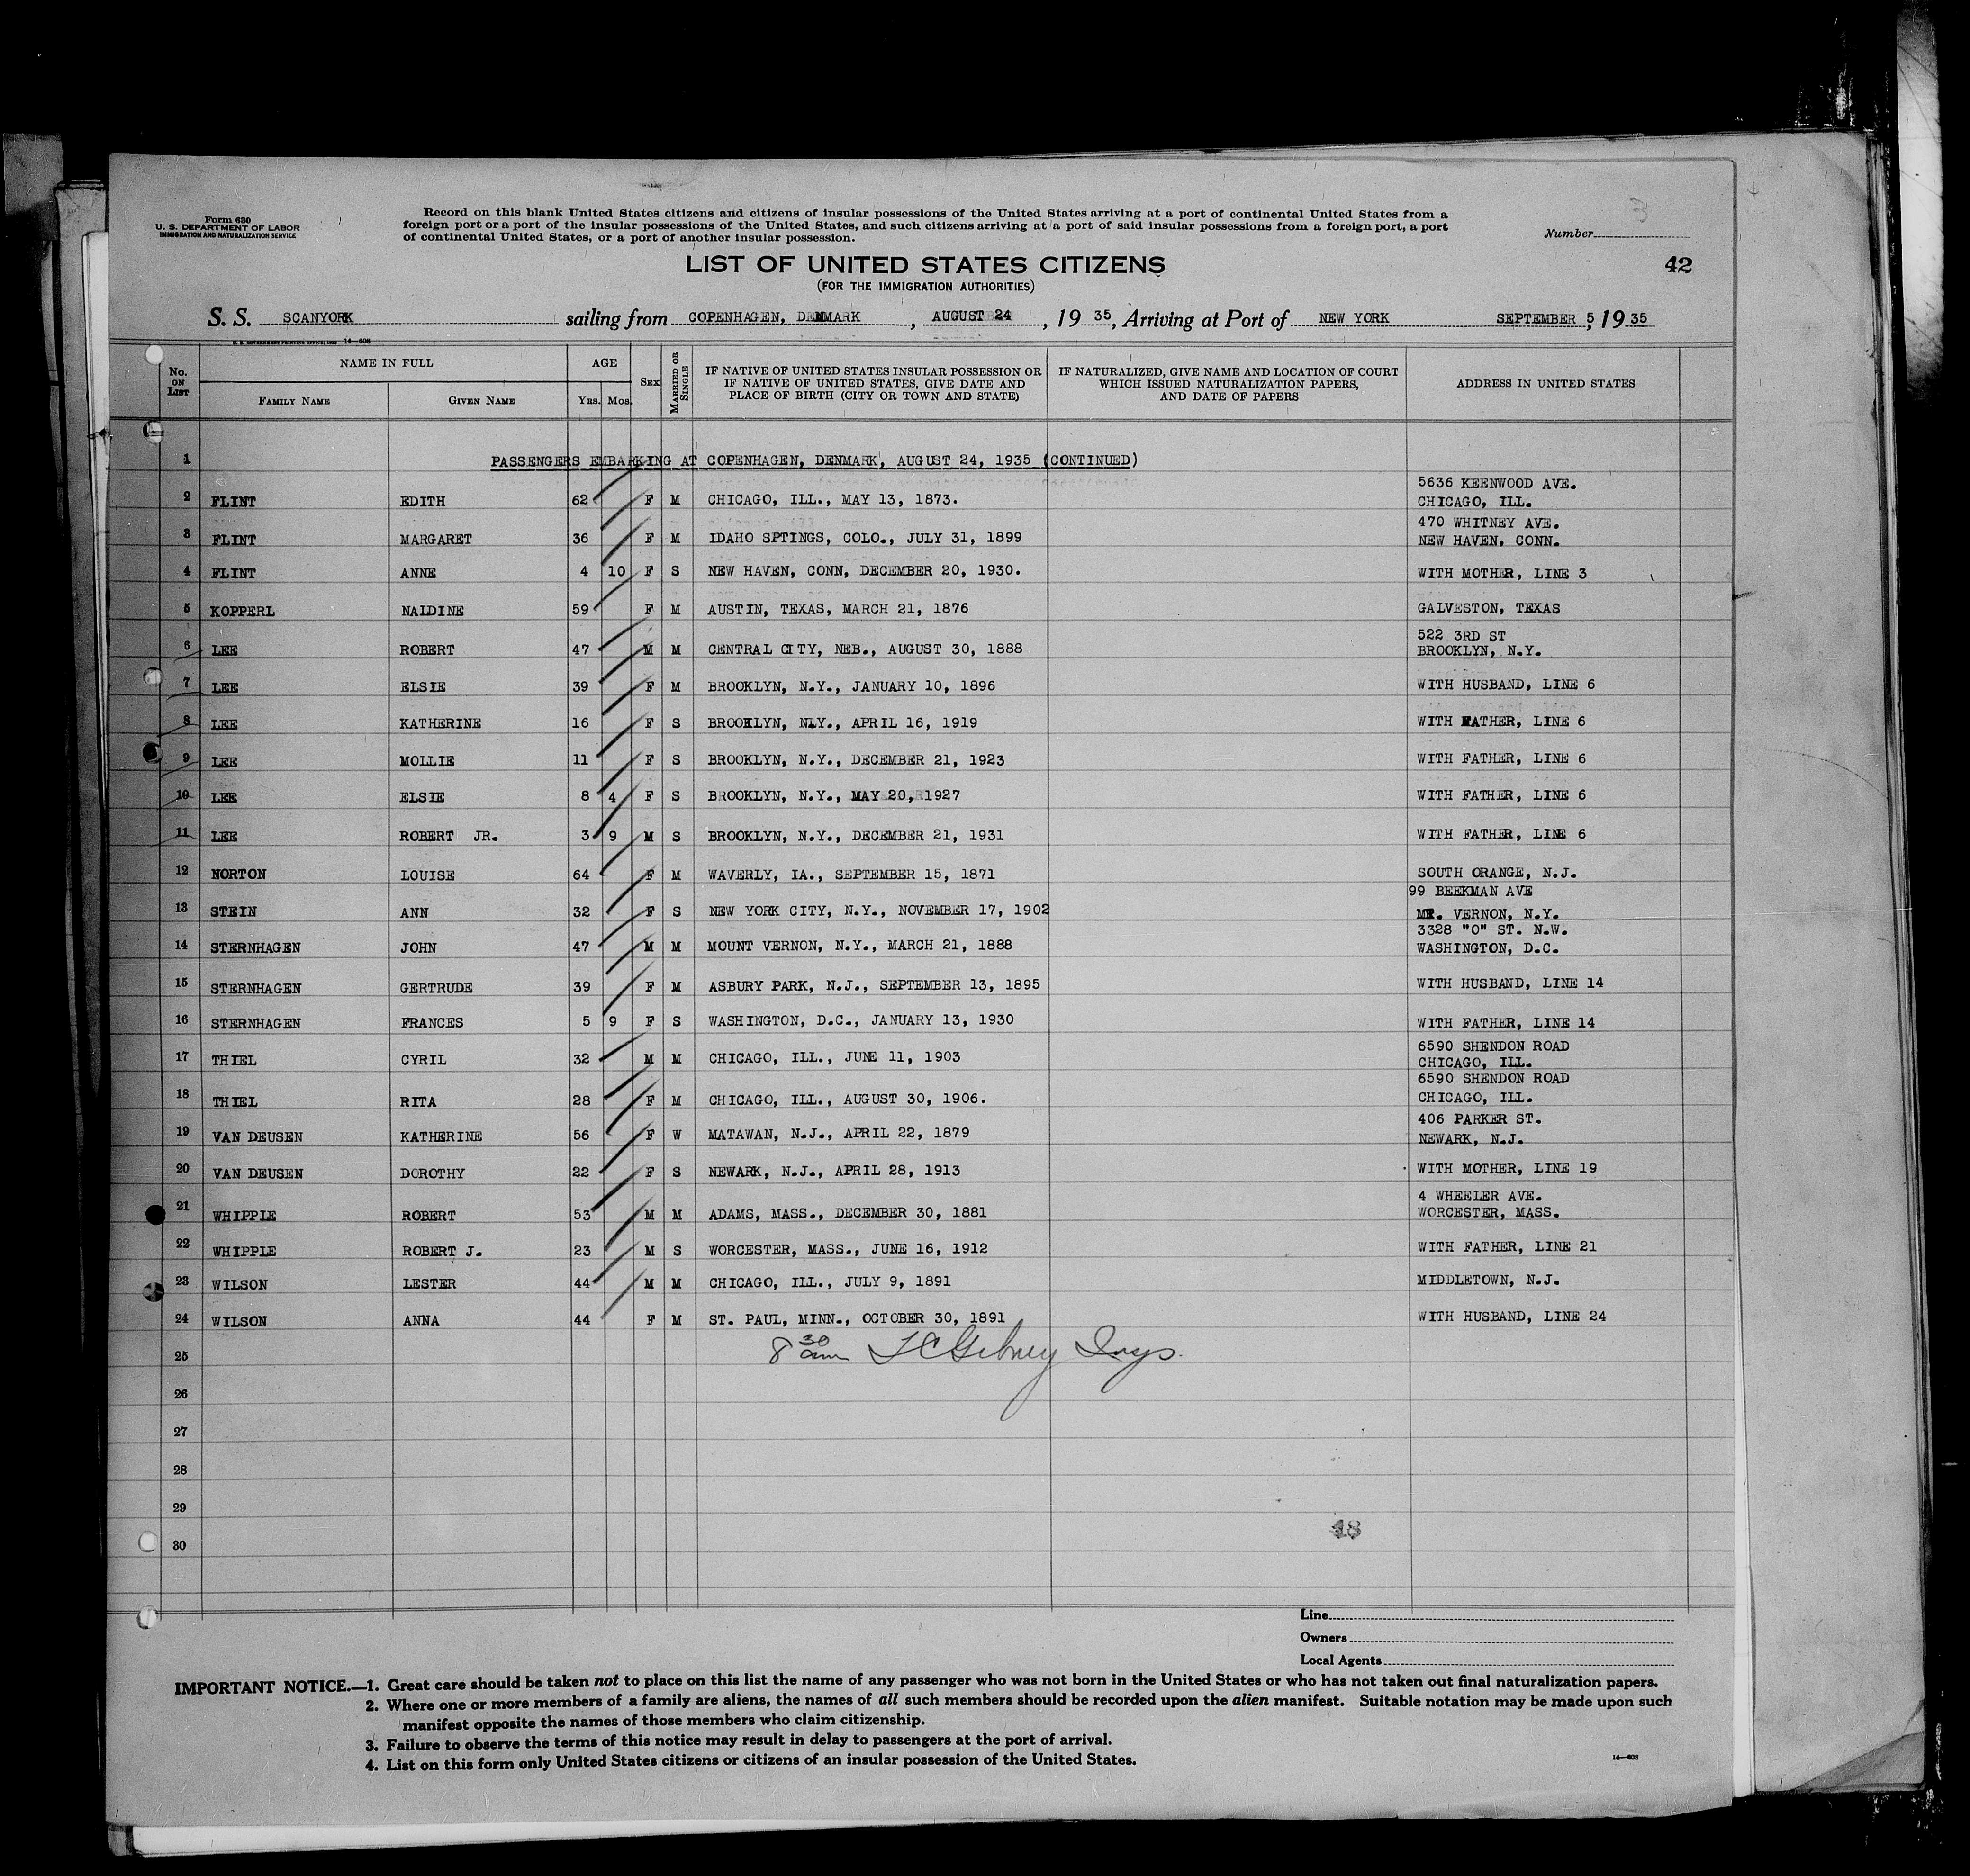 Form 630
U. S. DEPARTMENT OF LABOR
IMMIGRATION AND NATURALIZATION SERVICE
Record on this blank United States citizens and citizens of insular possessions of the United States arriving at a port of continental United States from a
foreign port or a port of the insular possessions of the United States, and such citizens arriving at a port of said insular possessions from a foreign port, a port
of continental United States, or a port of another insular possession.
3
Number
LIST OF UNITED STATES CITIZENS
42
(FOR THE IMMIGRATION AUTHORITIES)
S. S. SCANYORK sailing from COPENHAGEN, DENMARK, AUGUST 24, 19 35, Arriving at Port of NEW YORK SEPTEMBER 5, 19 35
No. ON LIST
NAME IN FULL
FAMILY NAME
GIVEN NAME
AGE
YRS. MOS.
SEX
MARRIED OR SINGLE
IF NATIVE OF UNITED STATES INSULAR POSSESSION OR
IF NATIVE OF UNITED STATES, GIVE DATE AND
PLACE OF BIRTH (CITY OR TOWN AND STATE)
IF NATURALIZED, GIVE NAME AND LOCATION OF COURT
WHICH ISSUED NATURALIZATION PAPERS,
AND DATE OF PAPERS
ADDRESS IN UNITED STATES
1 PASSENGERS EMBARKING AT COPENHAGEN, DENMARK, AUGUST 24, 1935 (CONTINUED)
2 FLINT EDITH 62 F M CHICAGO, ILL., MAY 13, 1873. 5636 KEENWOOD AVE.
CHICAGO, ILL.
3 FLINT MARGARET 36 F M IDAHO SPTINGS, COLO., JULY 31, 1899 470 WHITNEY AVE.
NEW HAVEN, CONN.
4 FLINT ANNE 4 10 F S NEW HAVEN, CONN, DECEMBER 20, 1930. WITH MOTHER, LINE 3
5 KOPPERL NAIDINE 59 F M AUSTIN, TEXAS, MARCH 21, 1876 GALVESTON, TEXAS
6 LEE ROBERT 47 M M CENTRAL CITY, NEB., AUGUST 30, 1888 522 3RD ST
BROOKLYN, N.Y.
7 LEE ELSIE 39 F M BROOKLYN, N.Y., JANUARY 10, 1896 WITH HUSBAND, LINE 6
8 LEE KATHERINE 16 F S BROOKLYN, NLY., APRIL 16, 1919 WITH FATHER, LINE 6
9 LEE MOLLIE 11 F S BROOKLYN, N.Y., DECEMBER 21, 1923 WITH FATHER, LINE 6
10 LEE ELSIE 8 4 F S BROOKLYN, N.Y., MAY 20, 1927 WITH FATHER, LINE 6
11 LEE ROBERT JR. 3 9 M S BROOKLYN, N.Y., DECEMBER 21, 1931 WITH FATHER, LINE 6
12 NORTON LOUISE 64 F M WAVERLY, IA., SEPTEMBER 15, 1871 SOUTH ORANGE, N.J.
99 BEEKMAN AVE
13 STEIN ANN 32 F S NEW YORK CITY, N.Y., NOVEMBER 17, 1902 MT. VERNON, N.Y.
3328 "O" ST. N.W.
14 STERNHAGEN JOHN 47 M M MOUNT VERNON, N.Y., MARCH 21, 1888 WASHINGTON, D.C.
15 STERNHAGEN GERTRUDE 39 F M ASBURY PARK, N.J., SEPTEMBER 13, 1895 WITH HUSBAND, LINE 14
16 STERNHAGEN FRANCES 5 9 F S WASHINGTON, D.C., JANUARY 13, 1930 WITH FATHER, LINE 14
17 THIEL CYRIL 32 M M CHICAGO, ILL., JUNE 11, 1903 6590 SHENDON ROAD
CHICAGO, ILL.
6590 SHENDON ROAD
18 THIEL RITA 28 F M CHICAGO, ILL., AUGUST 30, 1906. CHICAGO, ILL.
406 PARKER ST.
19 VAN DEUSEN KATHERINE 56 F W MATAWAN, N.J., APRIL 22, 1879 NEWARK, N.J.
20 VAN DEUSEN DOROTHY 22 F S NEWARK, N.J., APRIL 28, 1913 WITH MOTHER, LINE 19
4 WHEELER AVE.
21 WHIPPLE ROBERT 53 M M ADAMS, MASS., DECEMBER 30, 1881 WORCESTER, MASS.
22 WHIPPLE ROBERT J. 23 M S WORCESTER, MASS., JUNE 16, 1912 WITH FATHER, LINE 21
23 WILSON LESTER 44 M M CHICAGO, ILL., JULY 9, 1891 MIDDLETOWN, N.J.
24 WILSON ANNA 44 F M ST. PAUL, MINN., OCTOBER 30, 1891 WITH HUSBAND, LINE 24
8 30 am
25
26
27
28
29
30
Line
Owners
Local Agents
IMPORTANT NOTICE.—1. Great care should be taken not to place on this list the name of any passenger who was not born in the United States or who has not taken out final naturalization papers.
2. Where one or more members of a family are aliens, the names of all such members should be recorded upon the alien manifest. Suitable notation may be made upon such
manifest opposite the names of those members who claim citizenship.
3. Failure to observe the terms of this notice may result in delay to passengers at the port of arrival.
4. List on this form only United States citizens or citizens of an insular possession of the United States.
14—608